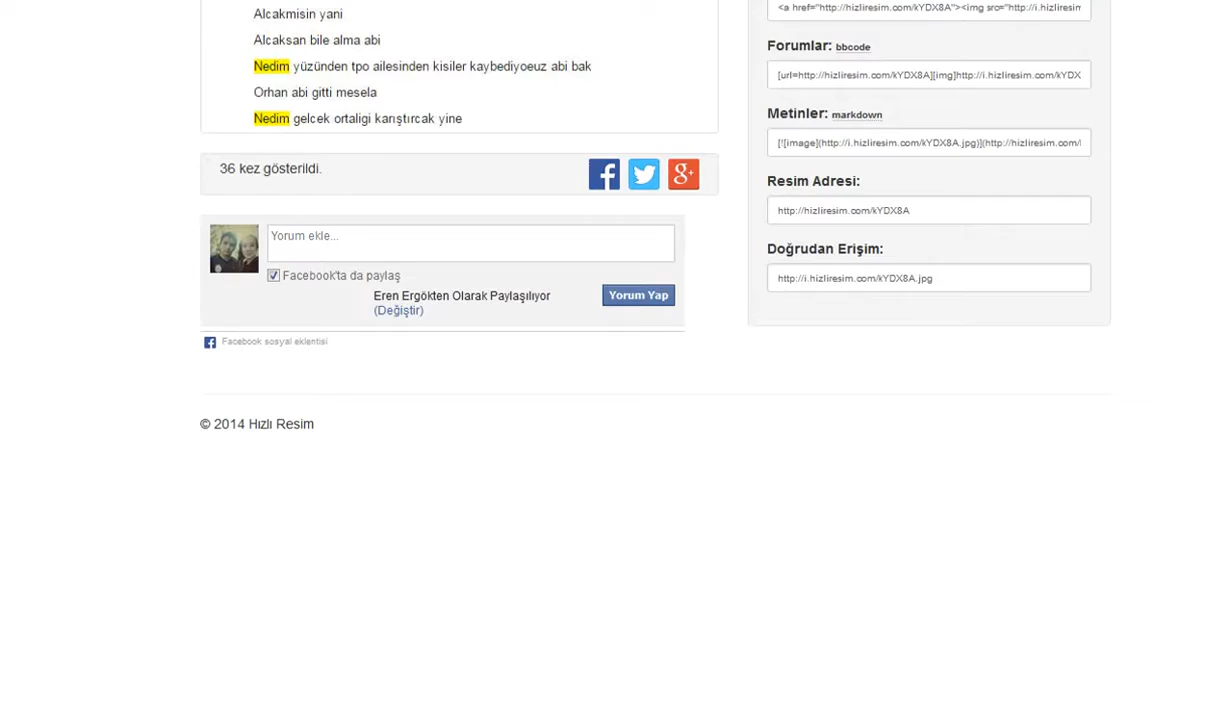 Alcakmisin yani
Alcaksan bile alma abi
Nedim yüzünden tpo ailesinden kisiler kaybediyoeuz abi bak
Orhan abi gitti mesela
Nedim gelcek ortaligi karıştırcak yine
36 kez gösterildi.
Yorum ekle...
Facebook'ta da paylaş
Eren Ergökten Olarak Paylaşılıyor
(Değiştir)
Yorum Yap
Facebook sosyal eklentisi
<a href="http://hizliresim.com/kYDX8A"><img src="http://i.hizliresim
Forumlar: bbcode
[url=http://hizliresim.com/kYDX8A][img]http://i.hizliresim.com/kYDX
Metinler: markdown
[![image](http://i.hizliresim.com/kYDX8A.jpg)](http://hizliresim.com/
Resim Adresi:
http://hizliresim.com/kYDX8A
Doğrudan Erişim:
http://i.hizliresim.com/kYDX8A.jpg
© 2014 Hızlı Resim